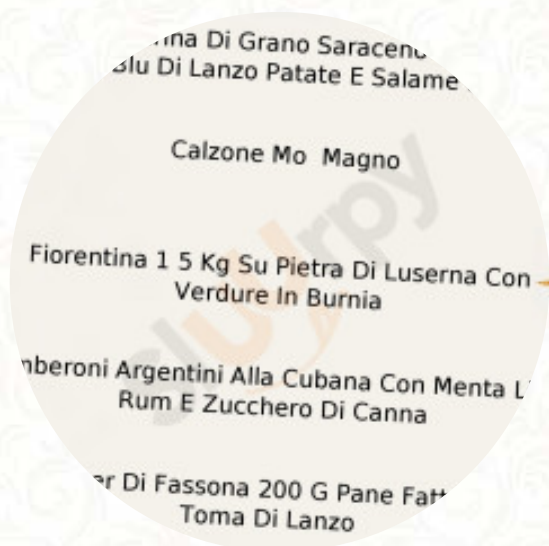 Di Grano Saraceno
Blu Di Lanzo Patate E Salame
Calzone Mo Magno
Fiorentina 1 5 Kg Su Pietra Di Luserna Con
Verdure In Burnia
Argentini Alla Cubana Con Menta
Rum E Zucchero Di Canna
Di Fassona 200 G Pane
Toma Di Lanzo
sluurpy